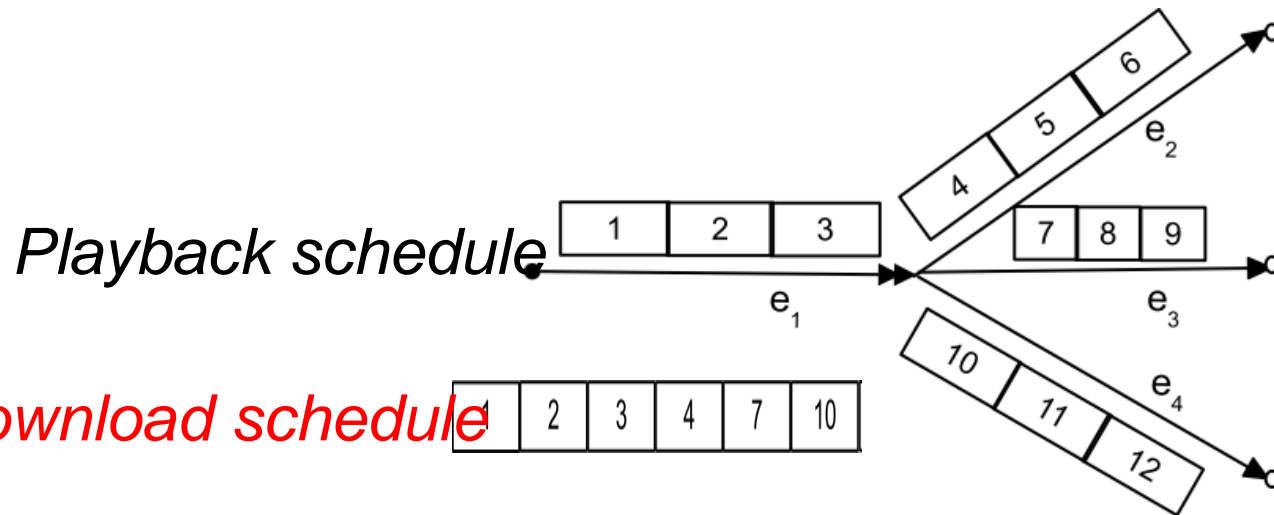 4 5 6
e2
1 2 3
7 8 9
Playback schedule
e1
e3
10 11 12
e4
ownload schedule
1 2 3 4 7 10